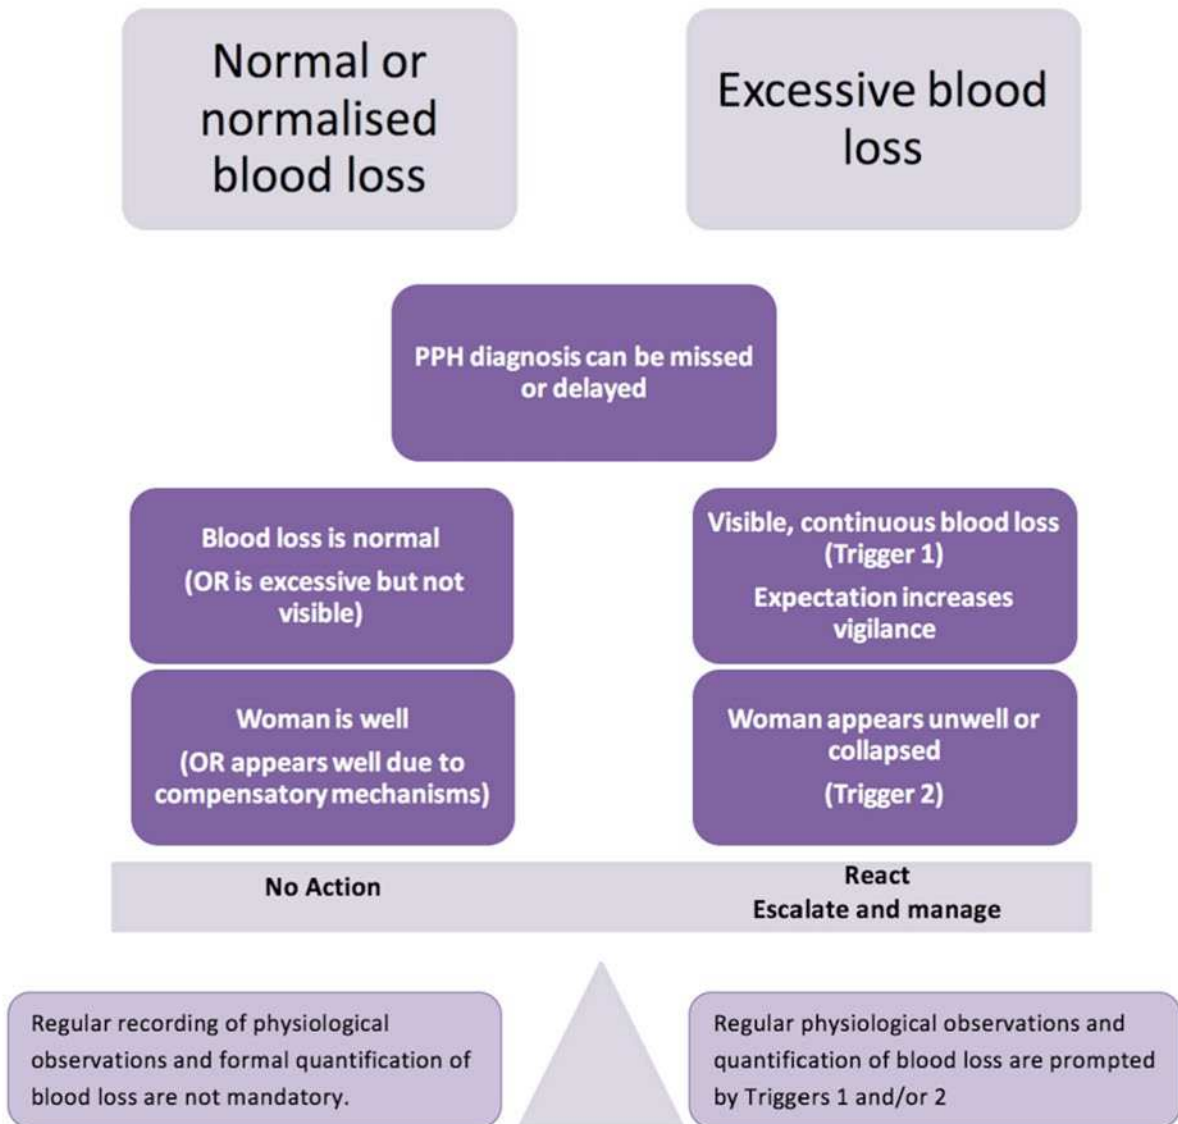 Normal or
normalised
blood loss
Excessive blood
loss
PPH diagnosis can be missed
or delayed
Blood loss is normal
(OR is excessive but not
visible)
Visible, continuous blood loss
(Trigger 1)
Expectation increases
vigilance
Woman is well
(OR appears well due to
compensatory mechanisms)
Woman appears unwell or
collapsed
(Trigger 2)
No Action
React
Escalate and manage
Regular recording of physiological
observations and formal quantification of
blood loss are not mandatory.
Regular physiological observations and
quantification of blood loss are prompted
by Triggers 1 and/or 2